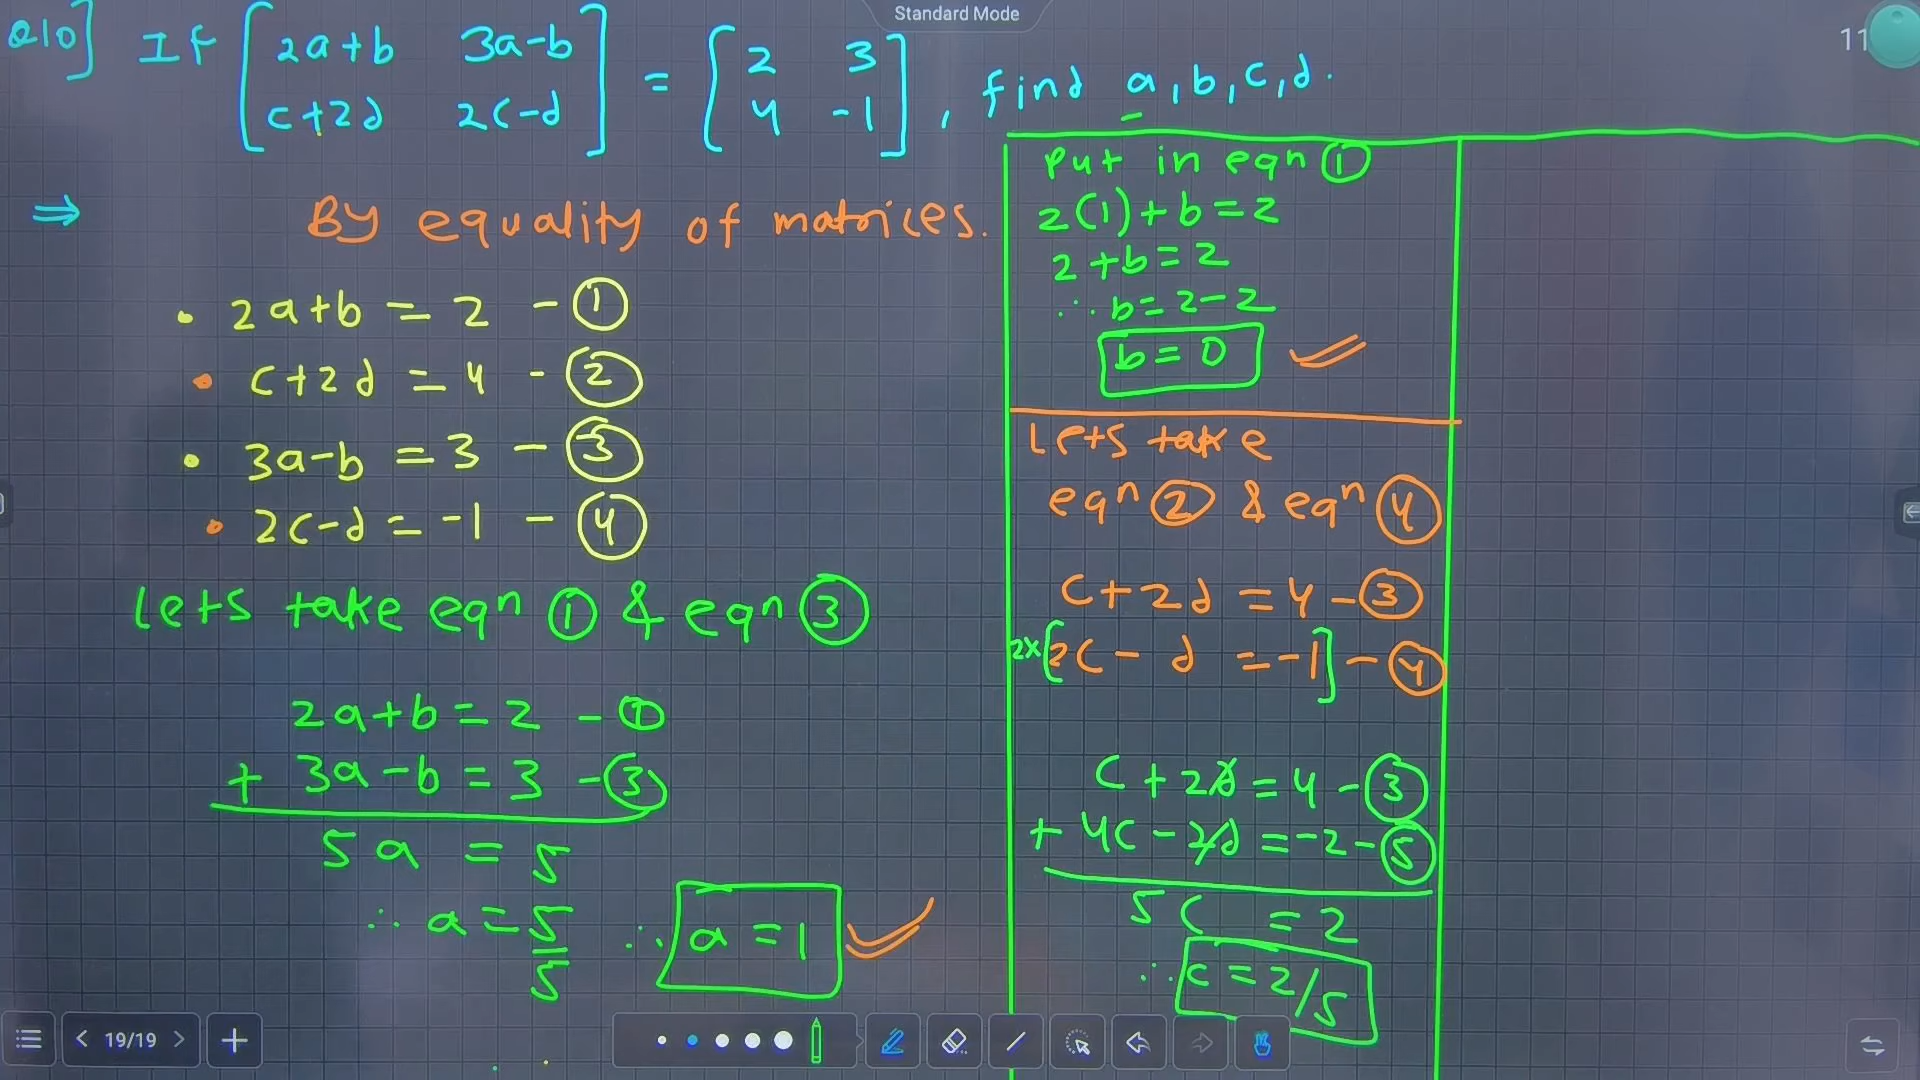 Standard Mode
11
Q10] If [2a+b 3a-b
c+2d 2c-d] = [2 3
4 -1], find a,b,c,d.
⇒ By equality of matrices.
• 2a+b = 2 - ①
• c+2d = 4 - ②
• 3a-b = 3 - ③
• 2c-d = -1 - ④
Lets take eqn ① & eqn ③
2a+b = 2 - ①
+ 3a-b = 3 - ③
5a = 5
∴ a = 5/5 ∴ a = 1
Put in eqn ①
2(1)+b = 2
2+b = 2
∴ b = 2-2
b = 0
Lets take
eqn ② & eqn ④
c+2d = 4 - ③
2x[2c-d = -1] - ④
c+2d = 4 - ③
+ 4c-2d = -2 - ⑤
5c = 2
∴ c = 2/5
19/19